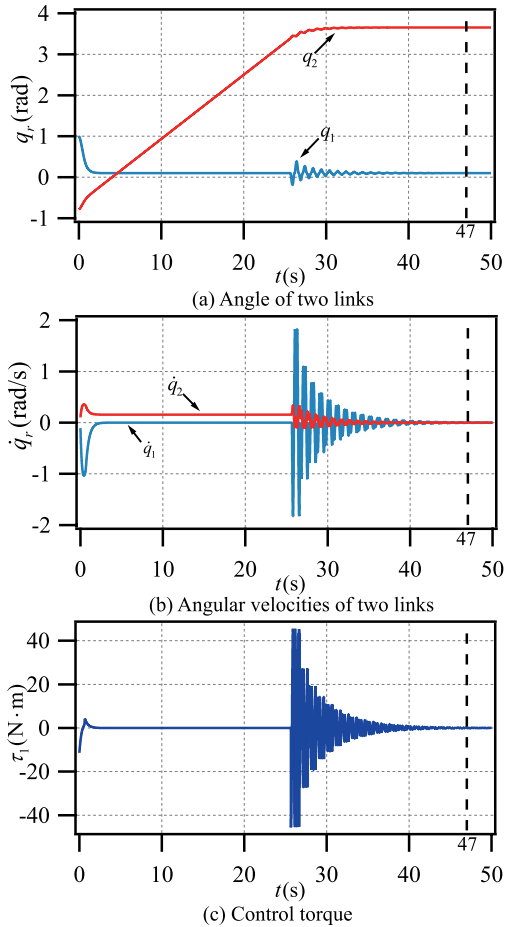 4
3
2
1
0
-1
q_r (rad)
q_2
q_1
47
0 10 20 30 40 50
t(s)
(a) Angle of two links
2
1
0
-1
-2
q̇_r (rad/s)
q̇_2
q̇_1
47
0 10 20 30 40 50
t(s)
(b) Angular velocities of two links
40
20
0
-20
-40
τ_1(N·m)
47
0 10 20 30 40 50
t(s)
(c) Control torque